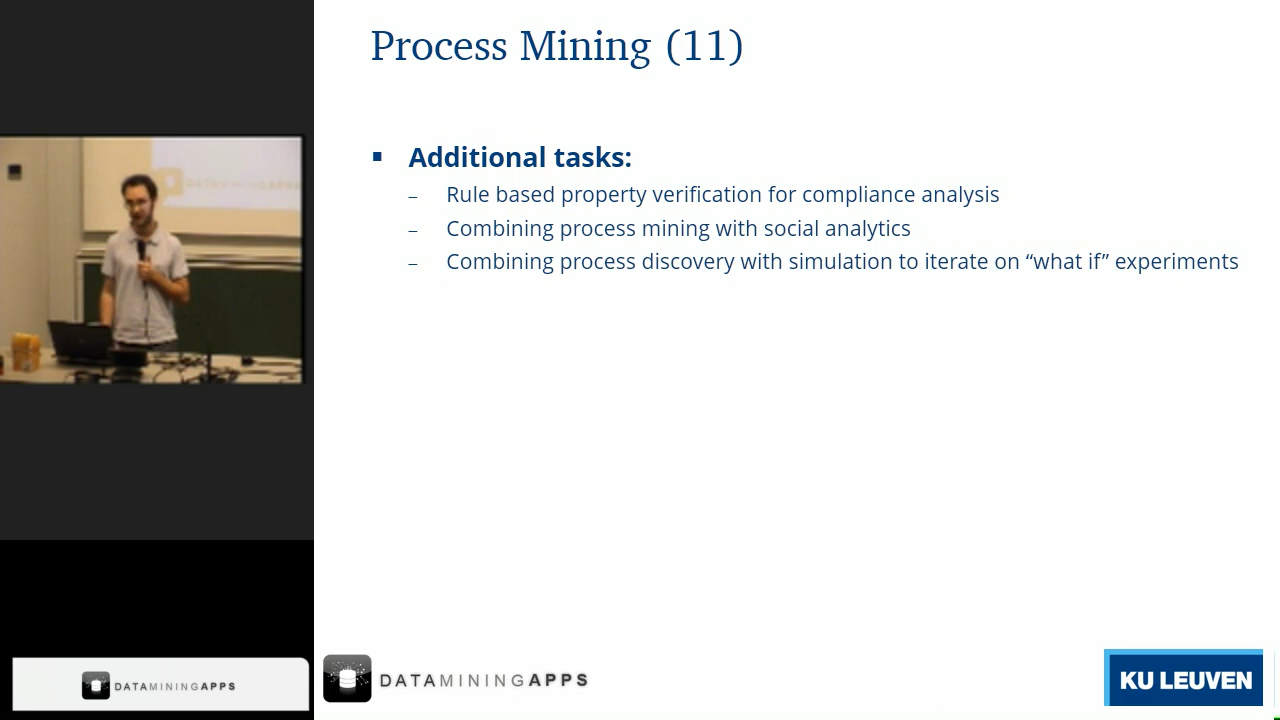 Process Mining (11)
▪ Additional tasks:
– Rule based property verification for compliance analysis
– Combining process mining with social analytics
– Combining process discovery with simulation to iterate on “what if” experiments
DATAMININGAPPS
DATAMININGAPPS
DATAMININGAPPS
KU LEUVEN